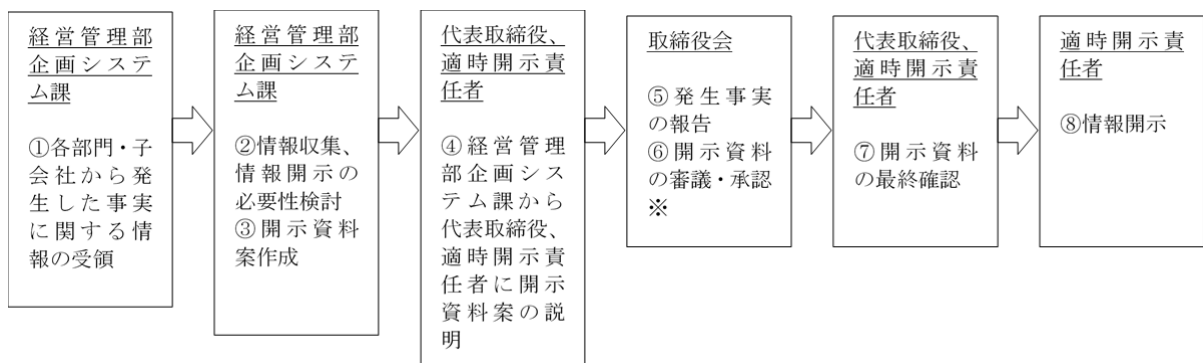 経営管理部
企画システ
ム課
①各部門・子
会社から発
生した事実
に関する情
報の受領
経営管理部
企画システ
ム課
②情報収集、
情報開示の
必要性検討
③開示資料
案作成
代表取締役、
適時開示責
任者
④経営管理
部企画シス
テム課から
代表取締役、
適時開示責
任者に開示
資料案の説
明
取締役会
⑤発生事実
の報告
⑥開示資料
の審議・承認
※
代表取締役、
適時開示責
任者
⑦開示資料
の最終確認
適時開示責
任者
⑧情報開示